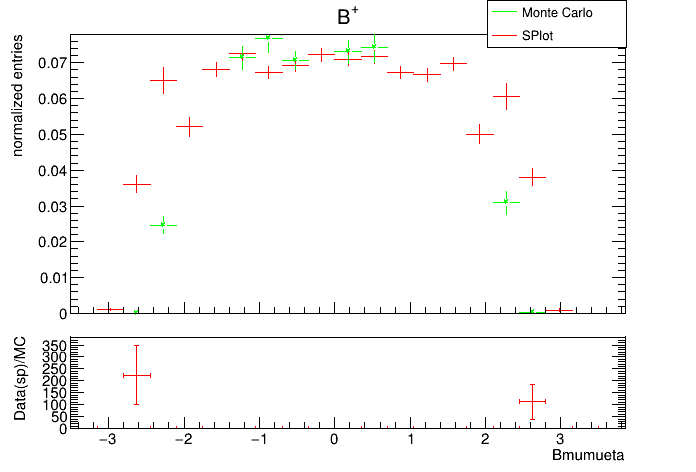 B+
Monte Carlo
SPlot
normalized entries
0.07
0.06
0.05
0.04
0.03
0.02
0.01
0
Data(sp)/MC
350
300
250
200
150
100
50
0
−3 −2 −1 0 1 2 3
Bmumueta